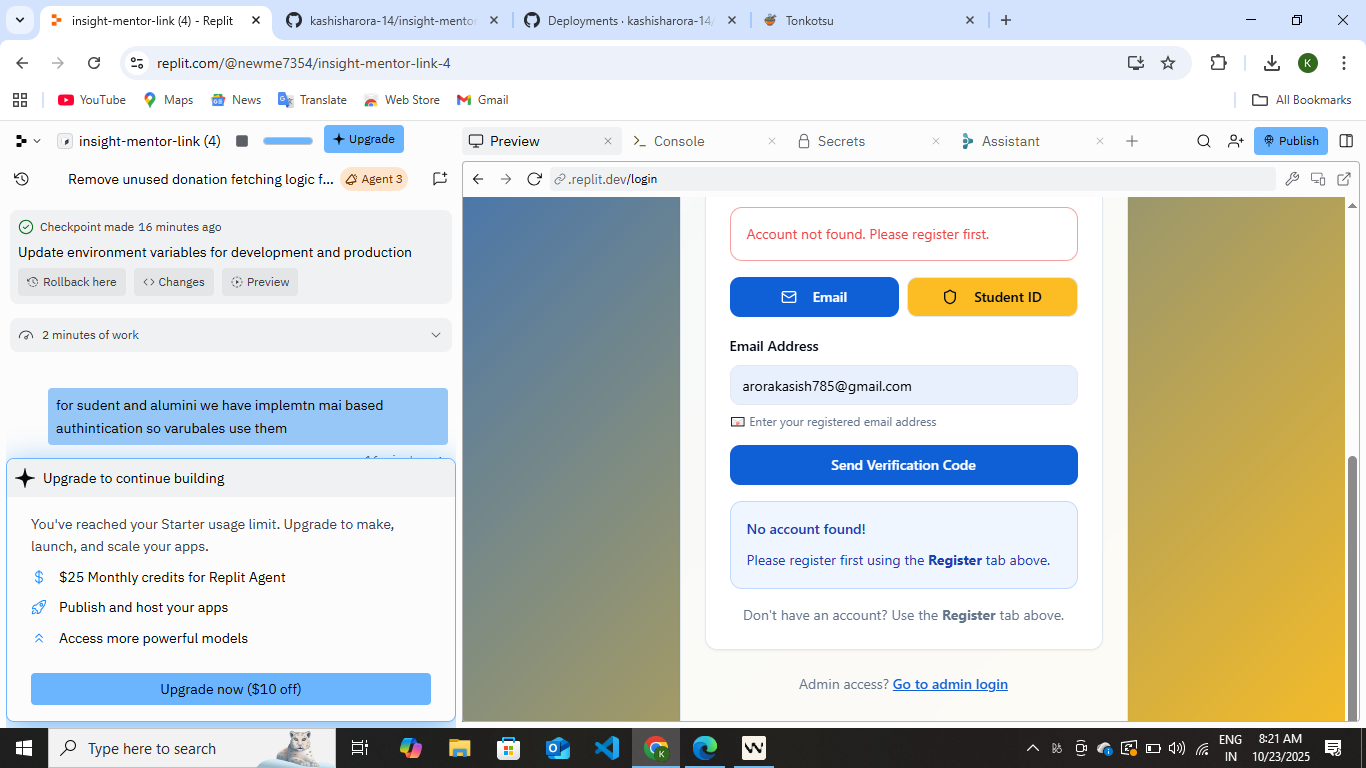 insight-mentor-link (4) - Replit
kashisharora-14/insight-mento
Deployments · kashisharora-14/
Tonkotsu
replit.com/@newme7354/insight-mentor-link-4
K
YouTube
Maps
News
Translate
Web Store
Gmail
All Bookmarks
insight-mentor-link (4)
Upgrade
Preview
Console
Secrets
Assistant
Publish
Remove unused donation fetching logic f...
Agent 3
.replit.dev/login
Checkpoint made 16 minutes ago
Update environment variables for development and production
Rollback here
Changes
Preview
2 minutes of work
for sudent and alumini we have implemtn mai based
authintication so varubales use them
Upgrade to continue building
You've reached your Starter usage limit. Upgrade to make,
launch, and scale your apps.
$25 Monthly credits for Replit Agent
Publish and host your apps
Access more powerful models
Upgrade now ($10 off)
Account not found. Please register first.
Email
Student ID
Email Address
arorakasish785@gmail.com
Enter your registered email address
Send Verification Code
No account found!
Please register first using the Register tab above.
Don't have an account? Use the Register tab above.
Admin access? Go to admin login
Type here to search
ENG
IN
8:21 AM
10/23/2025